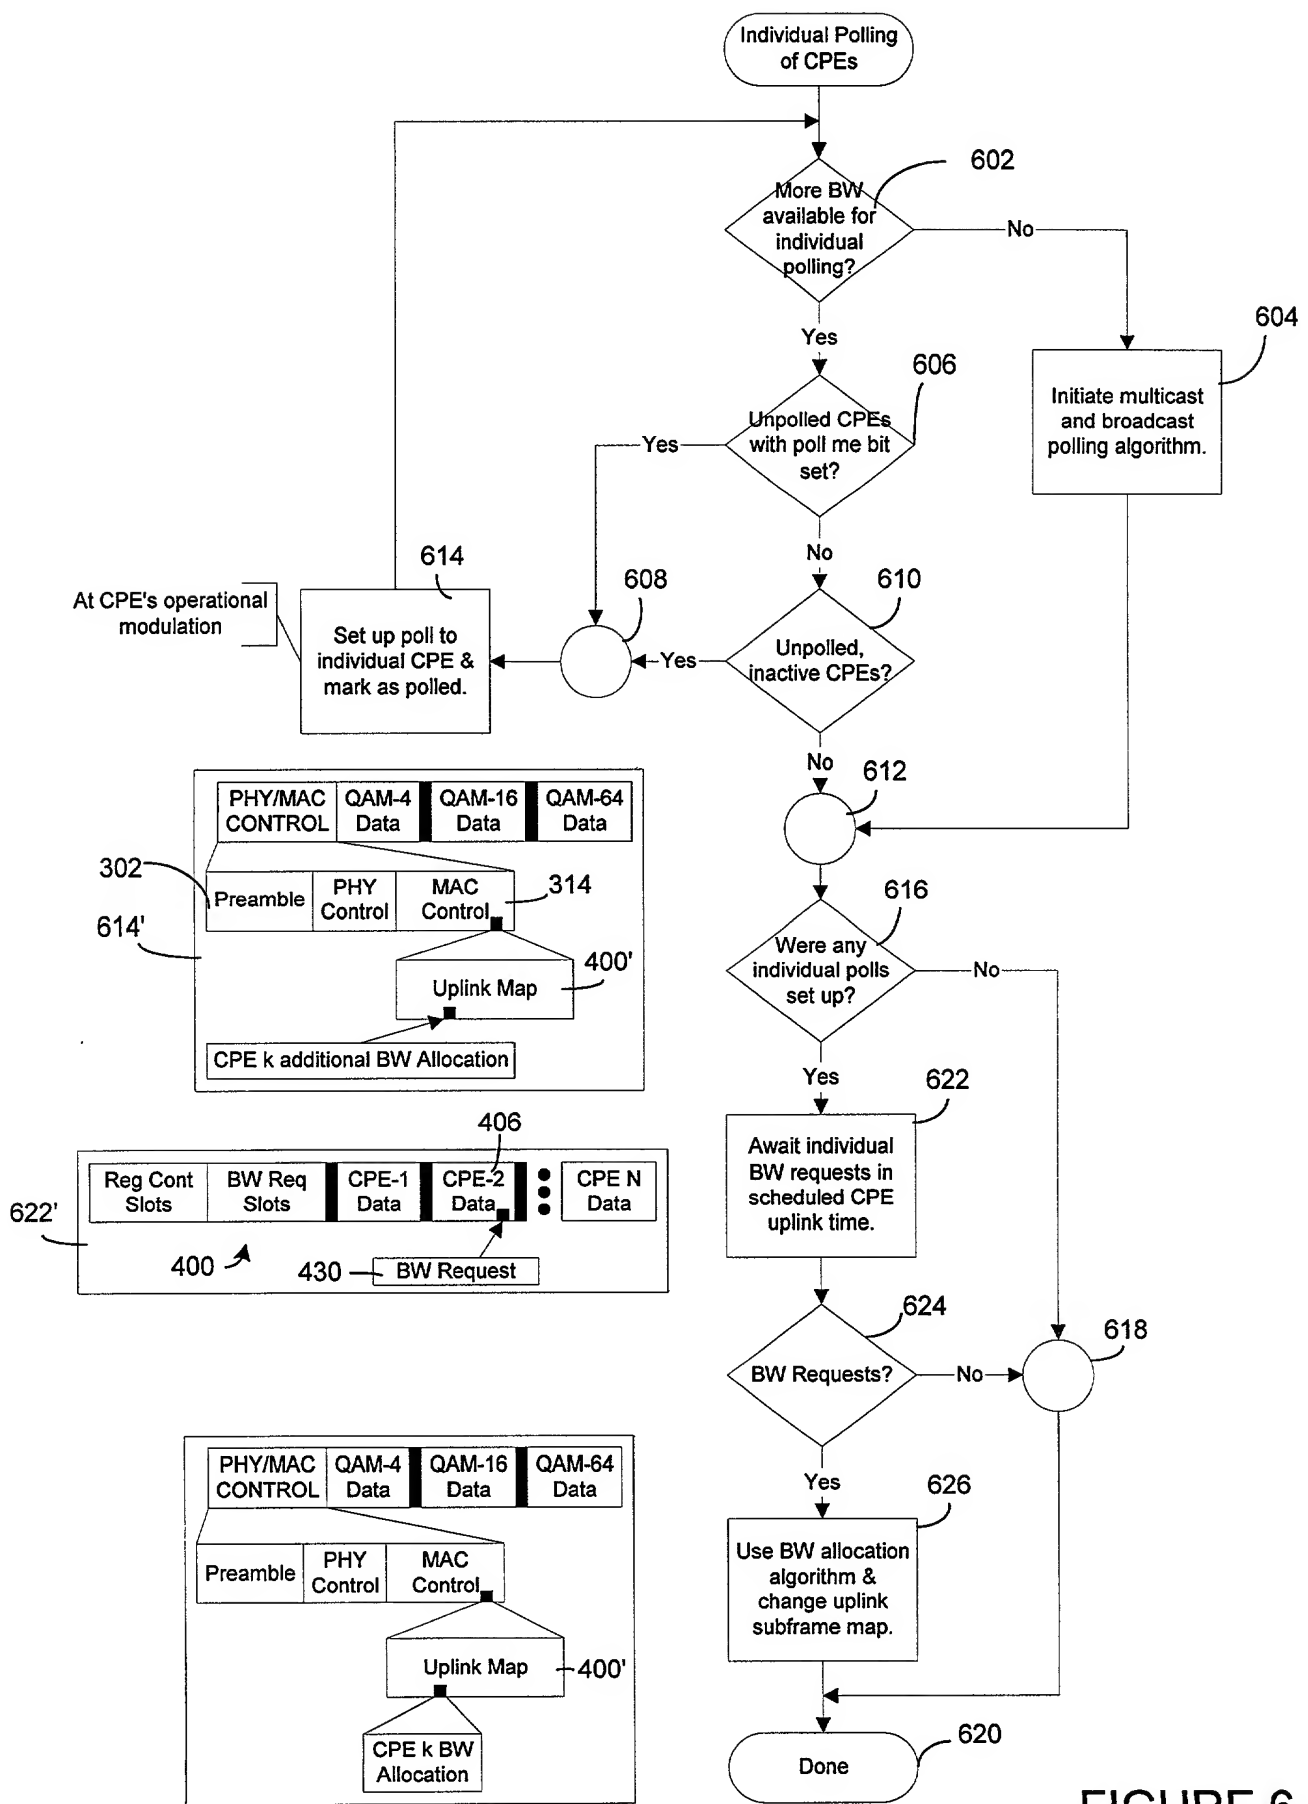 Individual Polling
of CPEs
602
More BW
available for
individual
polling?
No
Yes
604
Initiate multicast
and broadcast
polling algorithm.
606
Unpolled CPEs
with poll me bit
set?
Yes
No
614
608
610
At CPE's operational
modulation
Set up poll to
individual CPE &
mark as polled.
Yes
Unpolled,
inactive CPEs?
No
612
PHY/MAC
CONTROL
QAM-4
Data
QAM-16
Data
QAM-64
Data
302
Preamble
PHY
Control
MAC
Control
314
614'
Uplink Map
400'
CPE k additional BW Allocation
616
Were any
individual polls
set up?
No
Yes
622
406
Reg Cont
Slots
BW Req
Slots
CPE-1
Data
CPE-2
Data
CPE N
Data
622'
400
430
BW Request
Await individual
BW requests in
scheduled CPE
uplink time.
624
618
BW Requests?
No
Yes
PHY/MAC
CONTROL
QAM-4
Data
QAM-16
Data
QAM-64
Data
Preamble
PHY
Control
MAC
Control
Uplink Map
400'
CPE k BW
Allocation
626
Use BW allocation
algorithm &
change uplink
subframe map.
620
Done
FIGURE 6